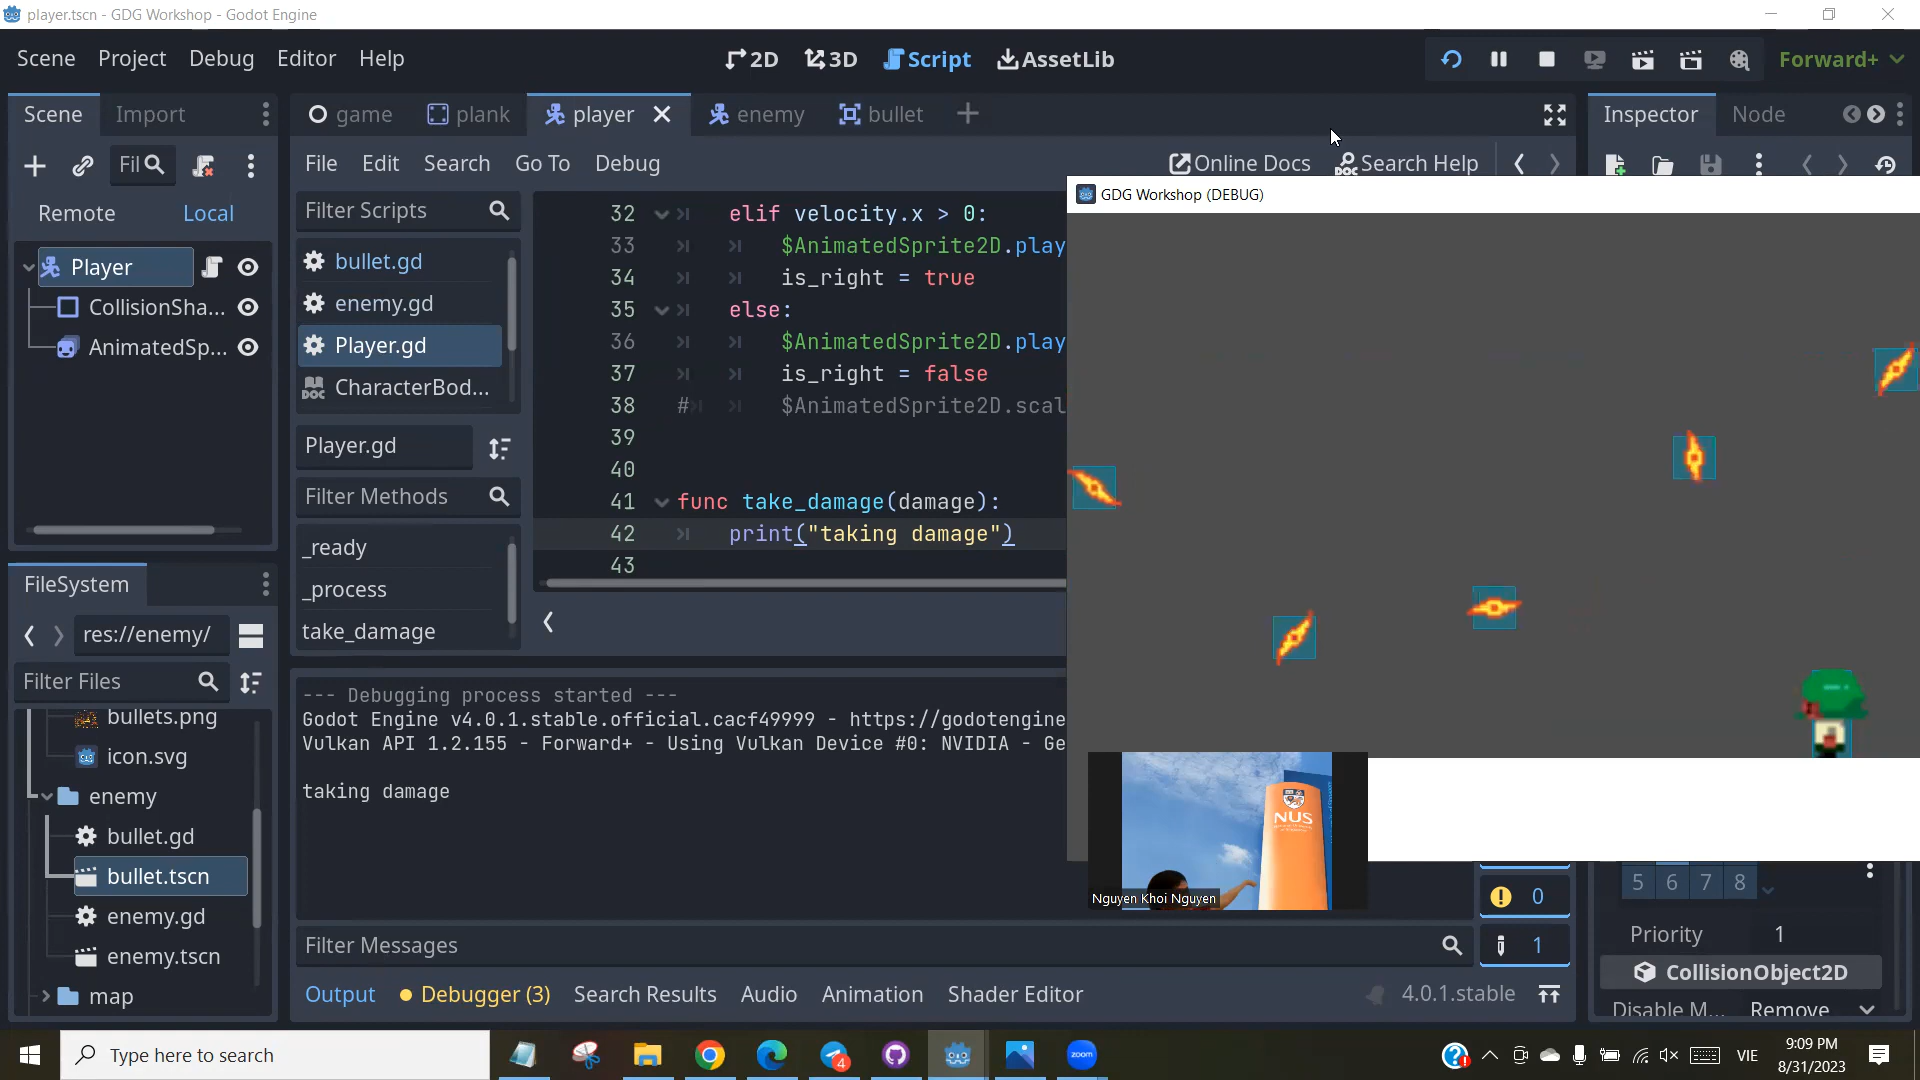 player.tscn - GDG Workshop - Godot Engine
Scene Project Debug Editor Help
2D 3D Script AssetLib
Forward+
Scene Import
game plank player enemy bullet
Inspector Node
Fil
File Edit Search Go To Debug
Online Docs Search Help
Remote Local
Player
CollisionSha...
AnimatedSp...
Filter Scripts
bullet.gd
enemy.gd
Player.gd
CharacterBod...
Player.gd
Filter Methods
_ready
_process
take_damage
32 elif velocity.x > 0:
33 $AnimatedSprite2D.play
34 is_right = true
35 else:
36 $AnimatedSprite2D.play
37 is_right = false
38 # $AnimatedSprite2D.scal
39
40
41 func take_damage(damage):
42 print("taking damage")
43
GDG Workshop (DEBUG)
FileSystem
res://enemy/
Filter Files
bullets.png
icon.svg
enemy
bullet.gd
bullet.tscn
enemy.gd
enemy.tscn
map
--- Debugging process started ---
Godot Engine v4.0.1.stable.official.cacf49999 - https://godotengine
Vulkan API 1.2.155 - Forward+ - Using Vulkan Device #0: NVIDIA - Ge
taking damage
NUS
Nguyen Khoi Nguyen
0
1
Filter Messages
Output Debugger (3) Search Results Audio Animation Shader Editor
4.0.1.stable
5 6 7 8
Priority 1
CollisionObject2D
Disable M... Remove
Type here to search
4
zoom
VIE
9:09 PM
8/31/2023